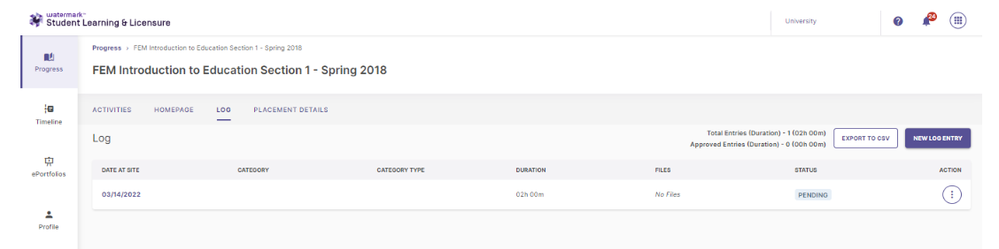 watermark™
Student Learning & Licensure
University
24
Progress
Timeline
ePortfolios
Profile
Progress › FEM Introduction to Education Section 1 - Spring 2018
FEM Introduction to Education Section 1 - Spring 2018
ACTIVITIES HOMEPAGE LOG PLACEMENT DETAILS
Log
Total Entries (Duration) - 1 (02h 00m)
Approved Entries (Duration) - 0 (00h 00m)
EXPORT TO CSV
NEW LOG ENTRY
DATE AT SITE CATEGORY CATEGORY TYPE DURATION FILES STATUS ACTION
03/14/2022 02h 00m No Files PENDING